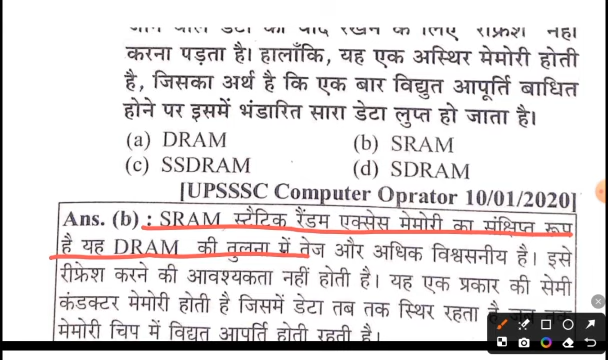 जाने वाले डेटा को याद रखने के लिए रीफ्रेश नहीं
करना पड़ता है। हालाँकि, यह एक अस्थिर मेमोरी होती
है, जिसका अर्थ है कि एक बार विद्युत आपूर्ति बाधित
होने पर इसमें भंडारित सारा डेटा लुप्त हो जाता है।
(a) DRAM (b) SRAM
(c) SSDRAM (d) SDRAM
[UPSSSC Computer Oprator 10/01/2020]
Ans. (b) : SRAM स्टैटिक रैंडम एक्सेस मेमोरी का संक्षिप्त रूप
है यह DRAM की तुलना में तेज और अधिक विश्वसनीय है। इसे
रीफ्रेश करने की आवश्यकता नहीं होती है। यह एक प्रकार की सेमी
कंडक्टर मेमोरी होती है जिसमें डेटा तब तक स्थिर रहता है
मेमोरी चिप में विद्युत आपूर्ति होती रहती है।